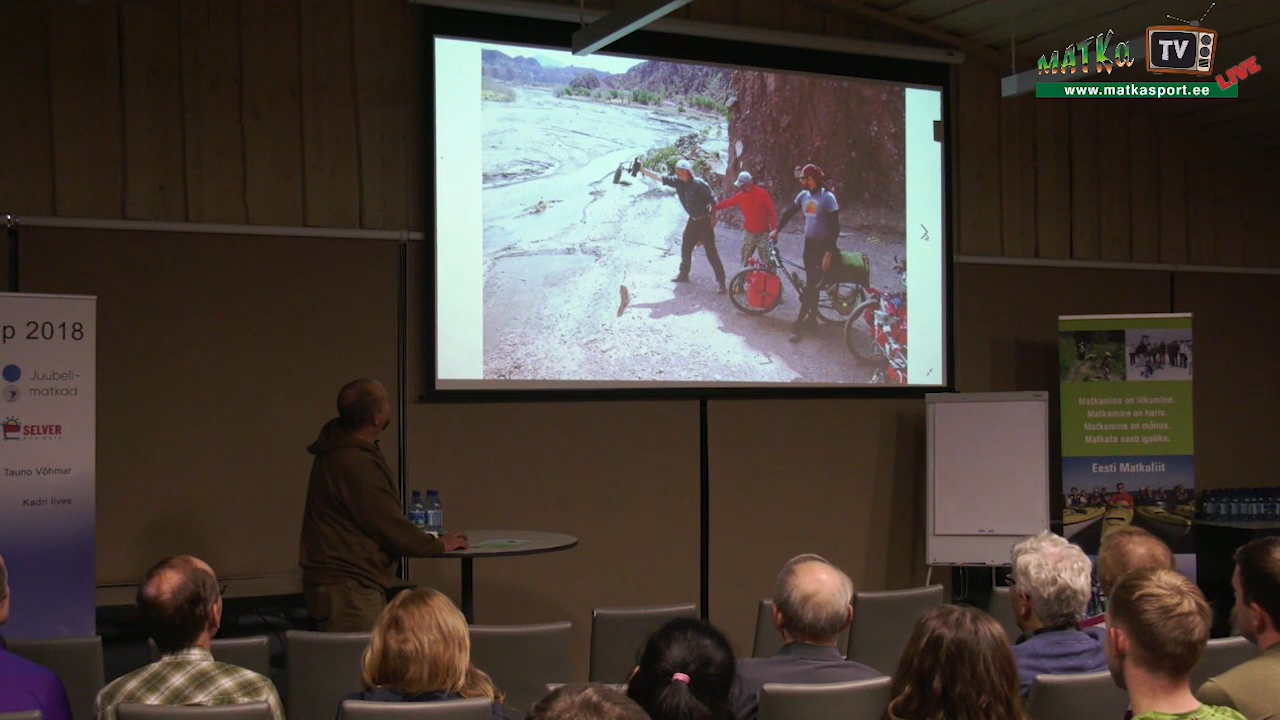 MATKa
TV
LIVE
www.matkasport.ee
p 2018
Juubeli-
matkad
SELVER
Tauno Võhmar
Kadri Ilves
Matkamine on liikumine.
Matkamine on hariv.
Matkamine on mõnus.
Matkata saab igaüks.
Eesti Matkaliit